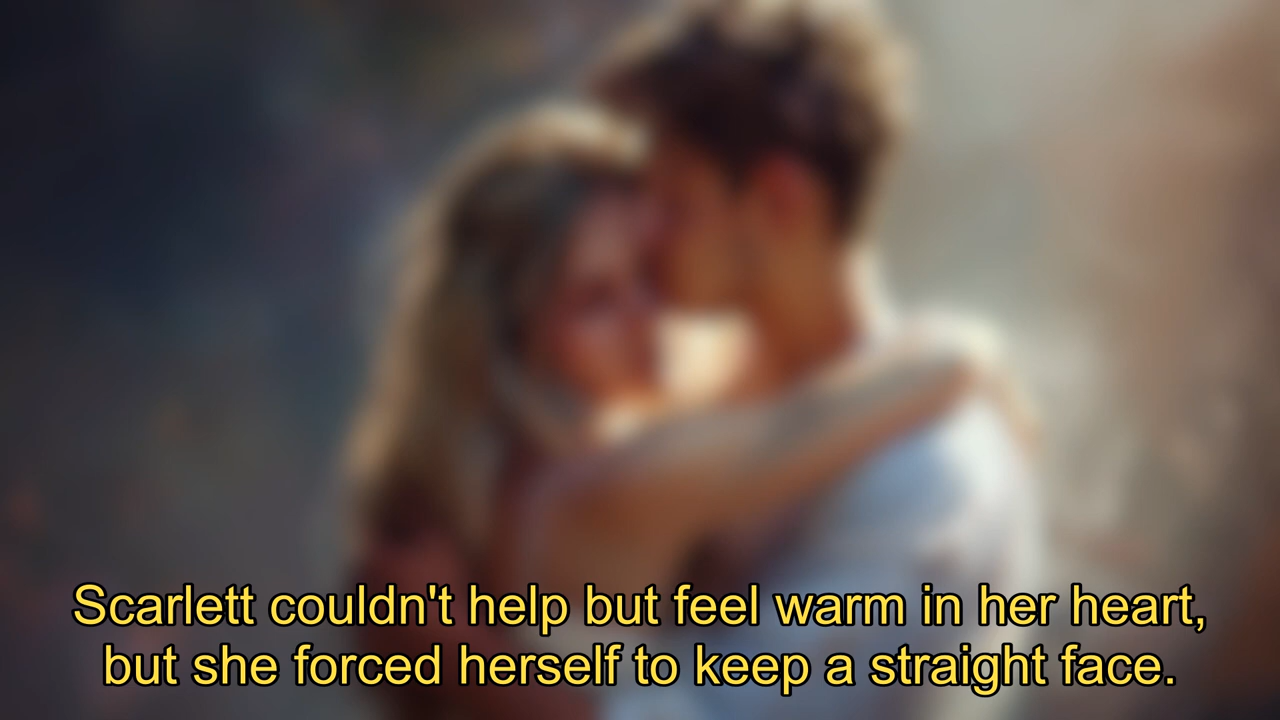 Scarlett couldn't help but feel warm in her heart,
but she forced herself to keep a straight face.